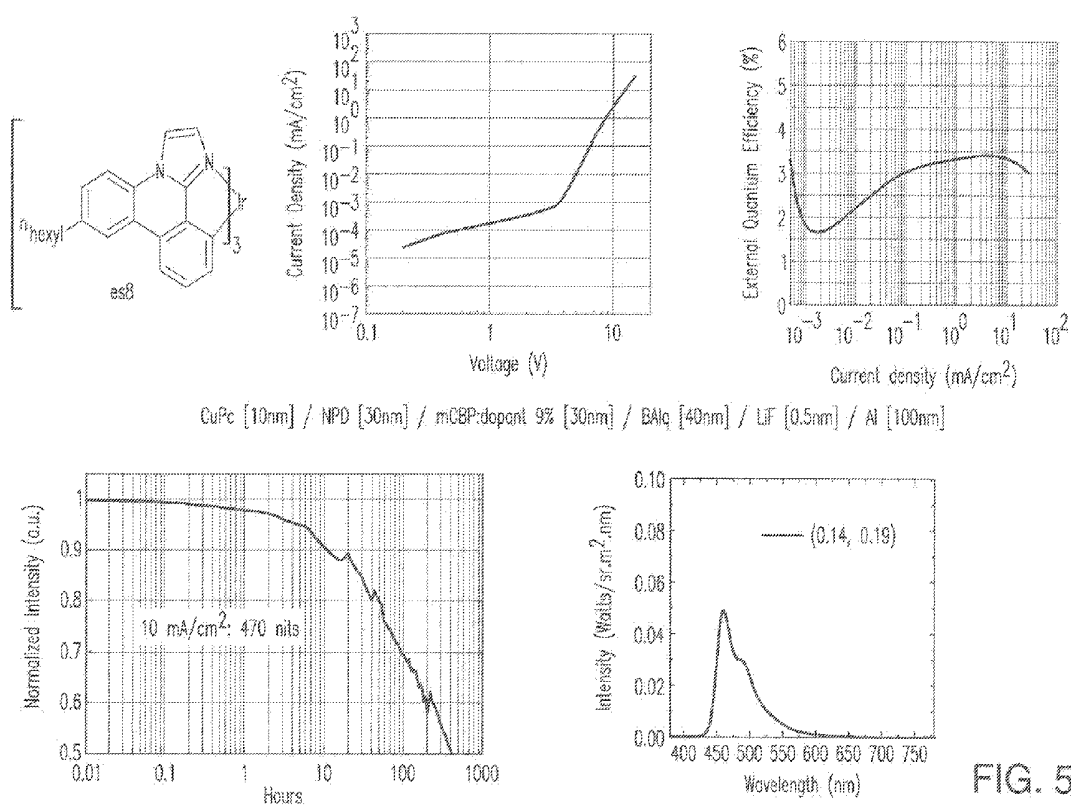 N
N
Ir
3
n
hexyl
es8
Current Density (mA/cm2)
10^3
10^2
10^1
10^0
10^-1
10^-2
10^-3
10^-4
10^-5
10^-6
10^-7
0.1 1 10
Voltage (V)
External Quantum Efficiency (%)
6
5
4
3
2
1
0
10^-3 10^-2 10^-1 10^0 10^1 10^2
Current density (mA/cm2)
CuPc [10nm] / NPD [30nm] / mCBP:dopant 9% [30nm] / BAlq [40nm] / LiF [0.5nm] / Al [100nm]
Normalized Intensity (a.u.)
1
0.9
0.8
0.7
0.6
0.5
10 mA/cm2: 470 nits
0.01 0.1 1 10 100 1000
Hours
Intensity (Watts/sr.m2.nm)
0.10
0.08
0.06
0.04
0.02
0.00
(0.14, 0.19)
400 450 500 550 600 650 700 750
Wavelength (nm)
FIG. 5